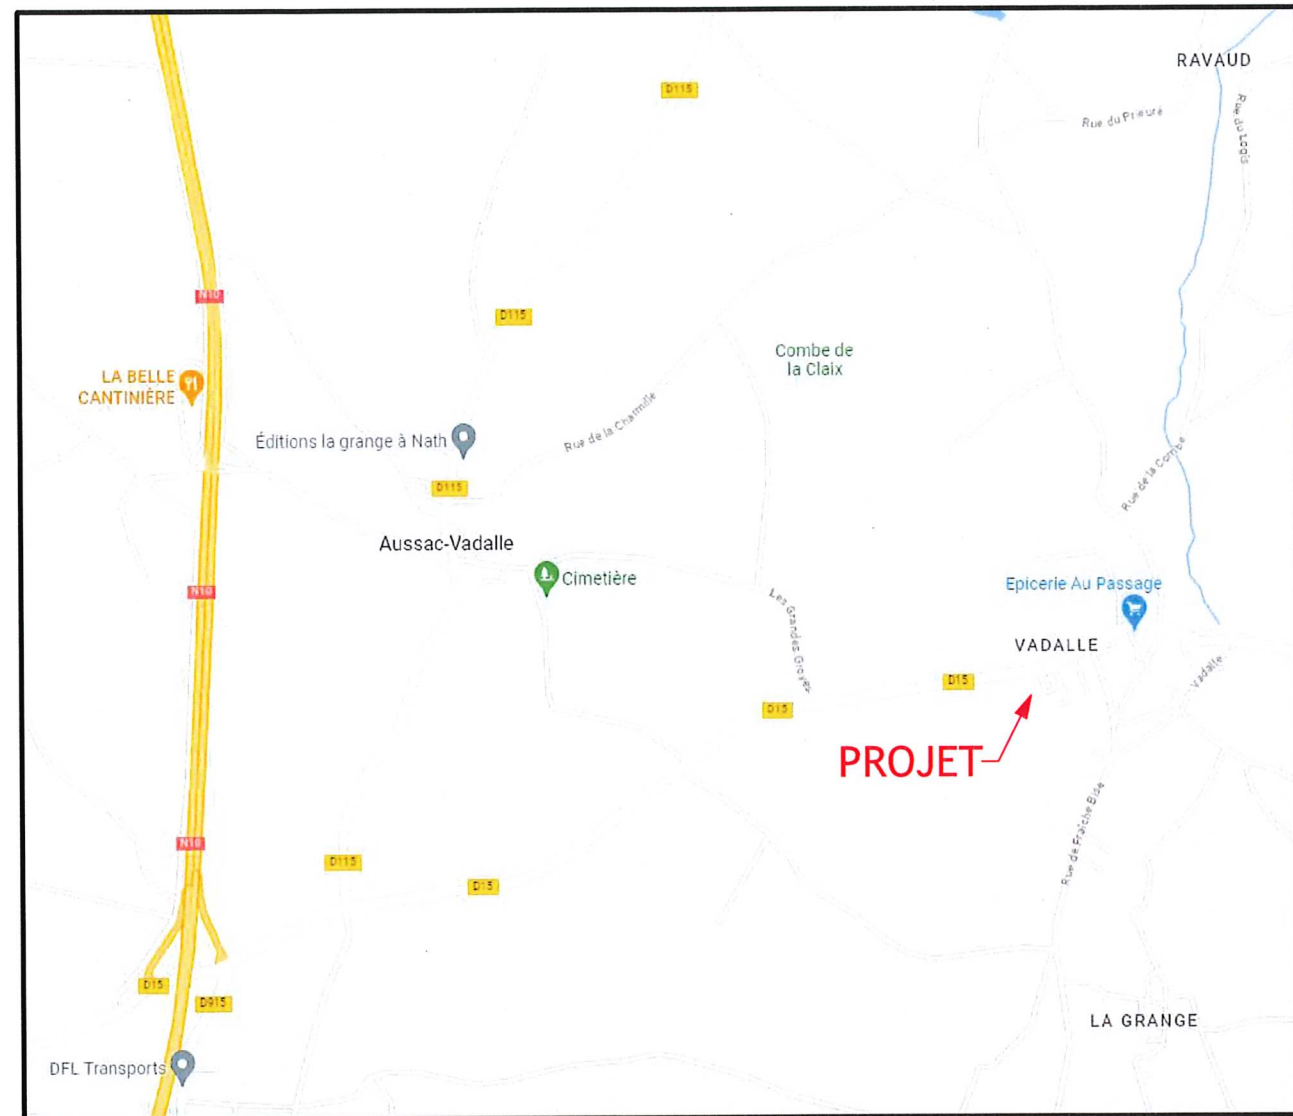 RAVAUD
D115
Rue du Prieuré
Rue du Logis
N10
D115
Combe de
la Claix
LA BELLE
CANTINIÈRE
Éditions la grange à Nath
Rue de la Charmille
D115
Rue de la Combe
Aussac-Vadalle
Cimetière
Epicerie Au Passage
N10
Les Grandes Groyes
VADALLE
Vadalle
D15
D15
PROJET
Rue de Fraîche Bise
N10
D115
D15
D15
D915
LA GRANGE
DFL Transports